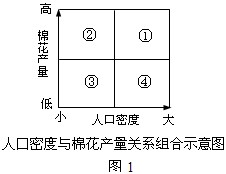 高
棉花产量
② ①
③ ④
低
小 人口密度 大
人口密度与棉花产量关系组合示意图
图 1